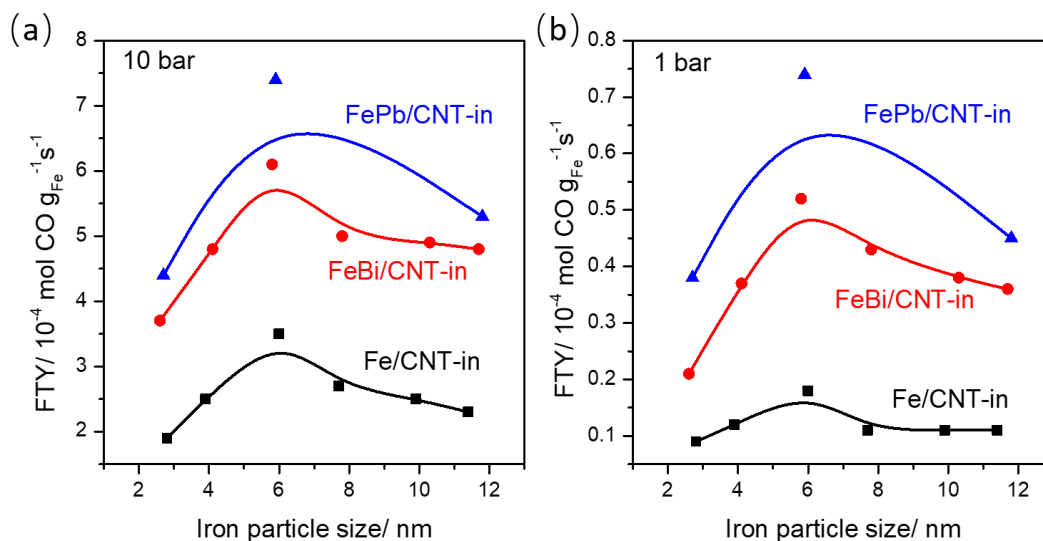 (a)
10 bar
FePb/CNT-in
FeBi/CNT-in
Fe/CNT-in
8
7
6
5
4
3
2
FTY/ 10⁻⁴ mol CO g_Fe⁻¹s⁻¹
2 4 6 8 10 12
Iron particle size/ nm
(b)
1 bar
FePb/CNT-in
FeBi/CNT-in
Fe/CNT-in
0.8
0.7
0.6
0.5
0.4
0.3
0.2
0.1
FTY/ 10⁻⁴ mol CO g_Fe⁻¹s⁻¹
2 4 6 8 10 12
Iron particle size/ nm